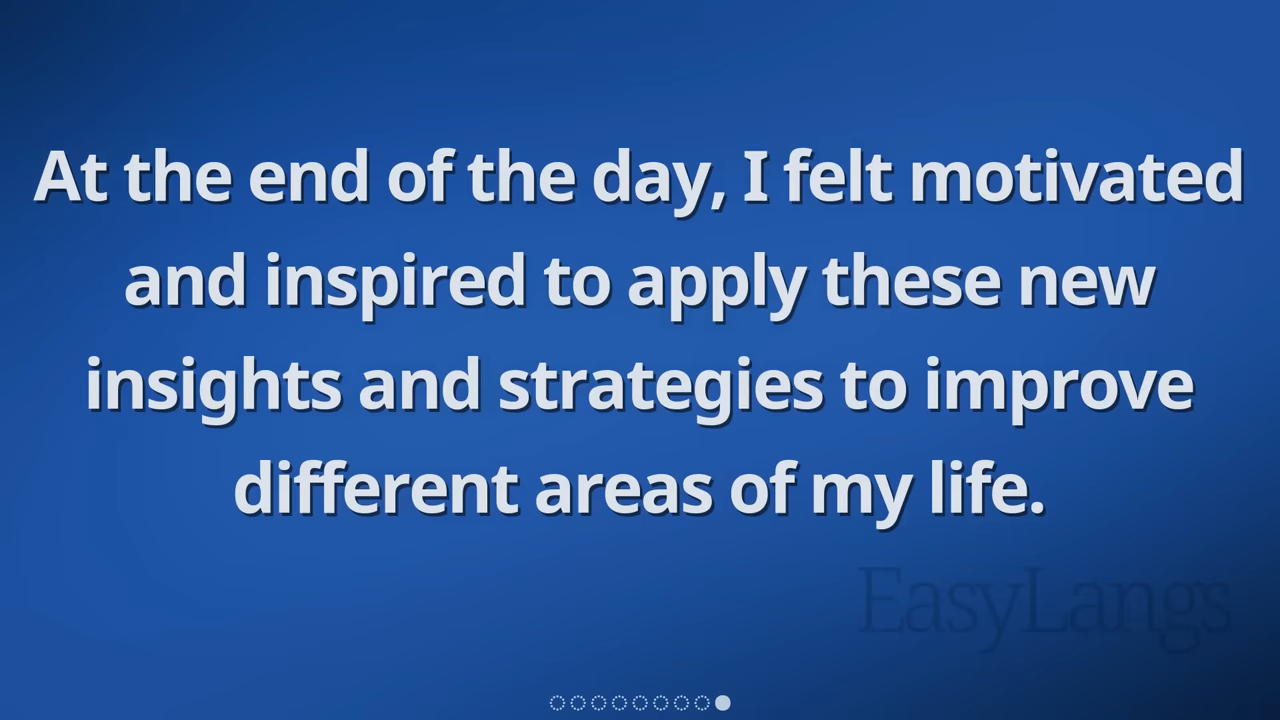 At the end of the day, I felt motivated
and inspired to apply these new
insights and strategies to improve
different areas of my life.
EasyLangs